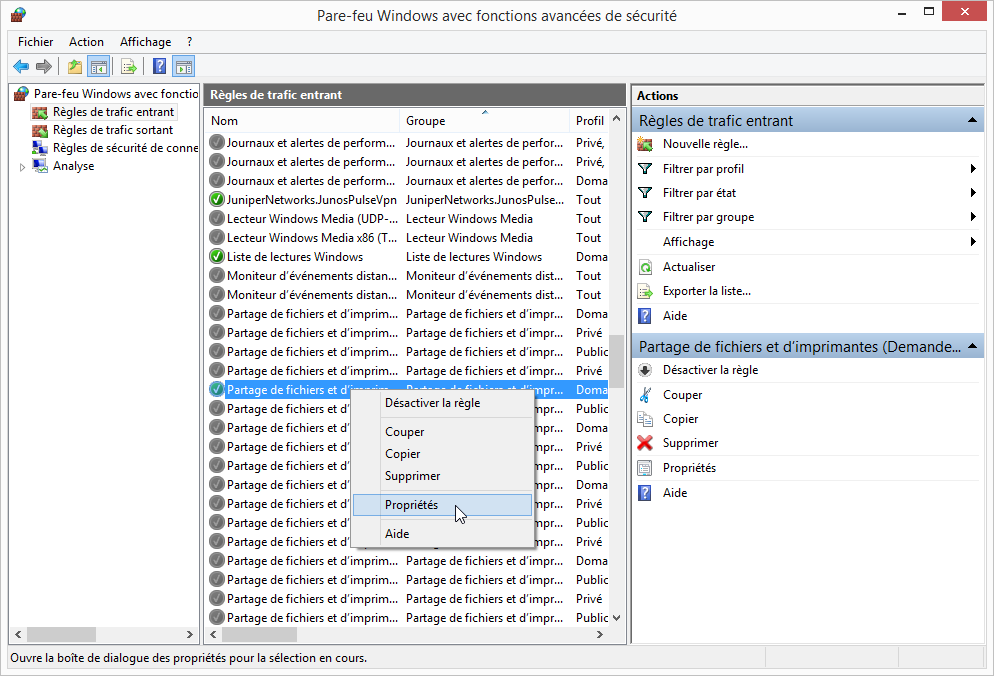 Pare-feu Windows avec fonctions avancées de sécurité
Fichier Action Affichage ?
Pare-feu Windows avec fonctio
Règles de trafic entrant
Règles de trafic sortant
Règles de sécurité de conne
Analyse
Règles de trafic entrant
Nom Groupe Profil
Journaux et alertes de perform... Journaux et alertes de perfor... Privé,
Journaux et alertes de perform... Journaux et alertes de perfor... Privé,
Journaux et alertes de perform... Journaux et alertes de perfor... Doma
JuniperNetworks.JunosPulseVpn JuniperNetworks.JunosPulse... Tout
Lecteur Windows Media (UDP-... Lecteur Windows Media Tout
Lecteur Windows Media x86 (T... Lecteur Windows Media Tout
Liste de lectures Windows Liste de lectures Windows Doma
Moniteur d’événements distan... Moniteur d’événements dist... Tout
Moniteur d’événements distan... Moniteur d’événements dist... Tout
Partage de fichiers et d’imprim... Partage de fichiers et d’impr... Doma
Partage de fichiers et d’imprim... Partage de fichiers et d’impr... Privé
Partage de fichiers et d’imprim... Partage de fichiers et d’impr... Public
Partage de fichiers et d’imprim... Partage de fichiers et d’impr... Privé
Partage de fichiers et d’imprim... Partage de fichiers et d’impr... Doma
Partage de fichiers et d’ impr... Public
Partage de fichiers et d’ impr... Doma
Partage de fichiers et d’ impr... Privé
Partage de fichiers et d’ impr... Public
Partage de fichiers et d’ impr... Doma
Partage de fichiers et d’ impr... Privé
Partage de fichiers et d’ impr... Public
Partage de fichiers et d’ impr... Privé
Partage de fichiers et d’imprim... Partage de fichiers et d’impr... Doma
Partage de fichiers et d’imprim... Partage de fichiers et d’impr... Public
Partage de fichiers et d’imprim... Partage de fichiers et d’impr... Privé
Partage de fichiers et d’imprim... Partage de fichiers et d’impr... Public
Désactiver la règle
Couper
Copier
Supprimer
Propriétés
Aide
Actions
Règles de trafic entrant
Nouvelle règle...
Filtrer par profil
Filtrer par état
Filtrer par groupe
Affichage
Actualiser
Exporter la liste...
Aide
Partage de fichiers et d’imprimantes (Demande...
Désactiver la règle
Couper
Copier
Supprimer
Propriétés
Aide
Ouvre la boîte de dialogue des propriétés pour la sélection en cours.